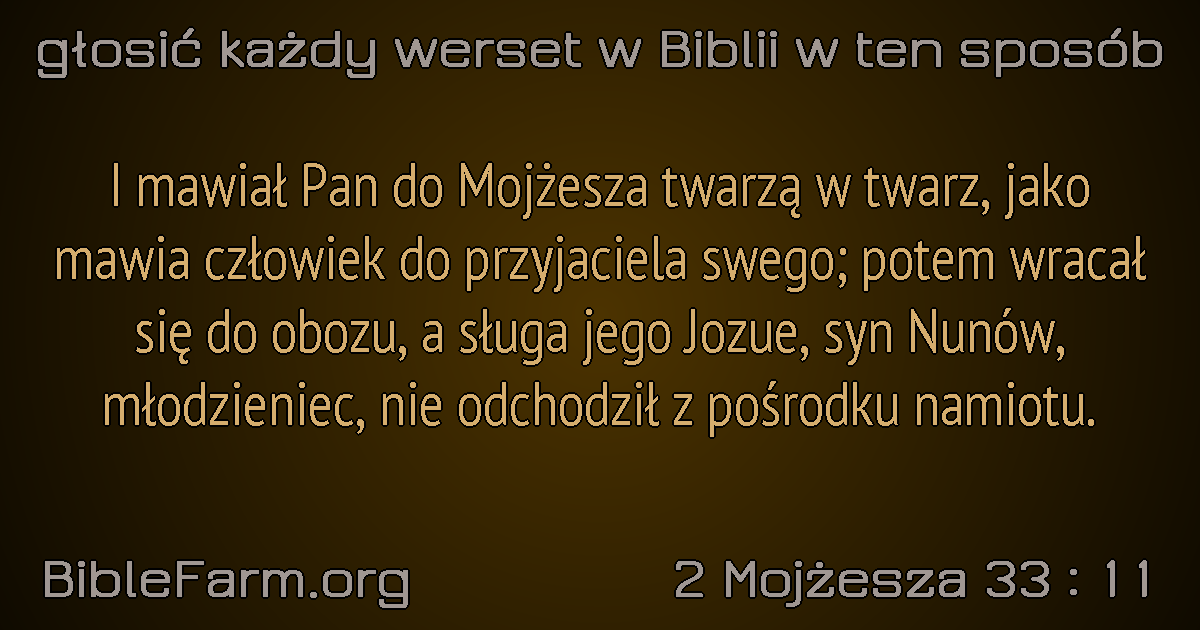 głosić każdy werset w Biblii w ten sposób
I mawiał Pan do Mojżesza twarzą w twarz, jako
mawia człowiek do przyjaciela swego; potem wracał
się do obozu, a sługa jego Jozue, syn Nunów,
młodzieniec, nie odchodził z pośrodku namiotu.
BibleFarm.org
2 Mojżesza 33 : 11